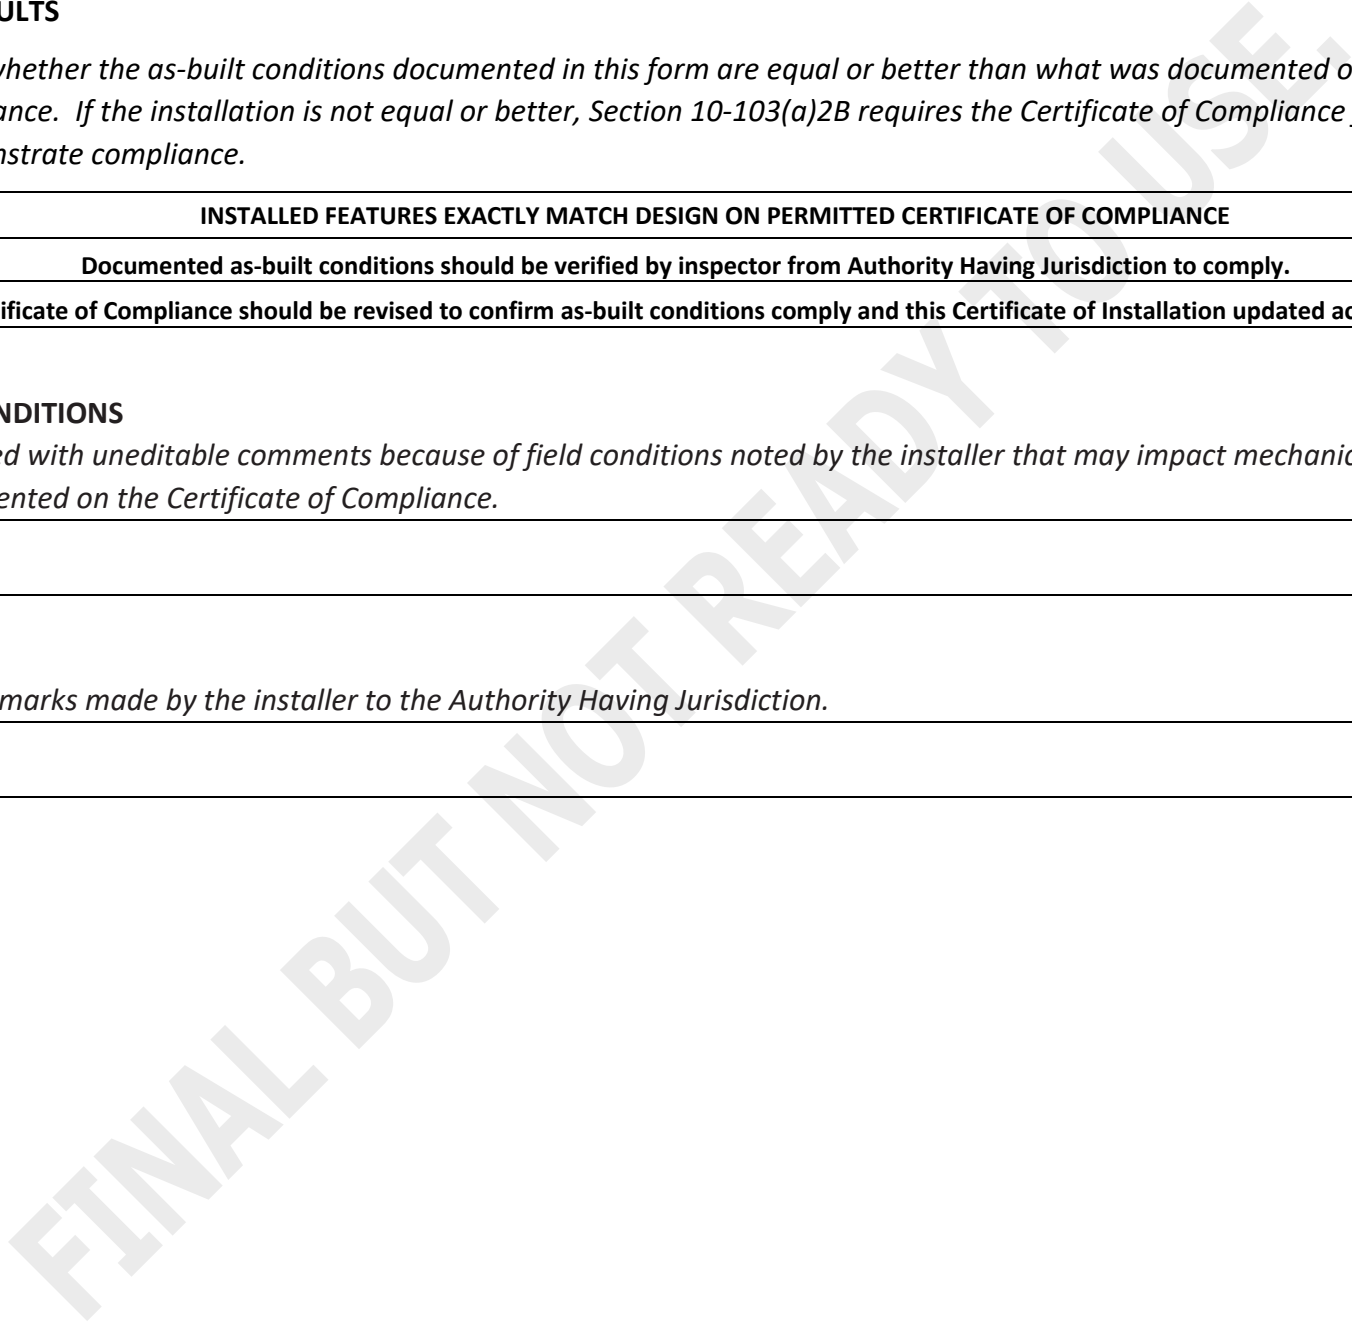 ULTS
whether the as-built conditions documented in this form are equal or better than what was documented o
ance. If the installation is not equal or better, Section 10-103(a)2B requires the Certificate of Compliance
nstrate compliance.
INSTALLED FEATURES EXACTLY MATCH DESIGN ON PERMITTED CERTIFICATE OF COMPLIANCE
Documented as-built conditions should be verified by inspector from Authority Having Jurisdiction to comply.
ificate of Compliance should be revised to confirm as-built conditions comply and this Certificate of Installation updated ac
NDITIONS
ed with uneditable comments because of field conditions noted by the installer that may impact mechanic
ented on the Certificate of Compliance.
marks made by the installer to the Authority Having Jurisdiction.
FINAL BUT NOT READY TO USE.